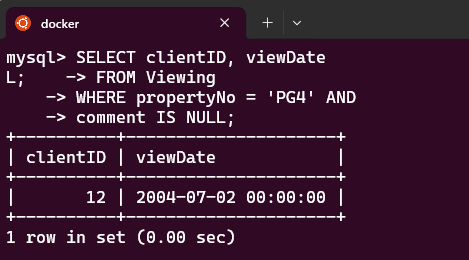 docker
mysql> SELECT clientID, viewDate
L;    -> FROM Viewing
    -> WHERE propertyNo = 'PG4' AND
    -> comment IS NULL;
+----------+---------------------+
| clientID | viewDate            |
+----------+---------------------+
|       12 | 2004-07-02 00:00:00 |
+----------+---------------------+
1 row in set (0.00 sec)